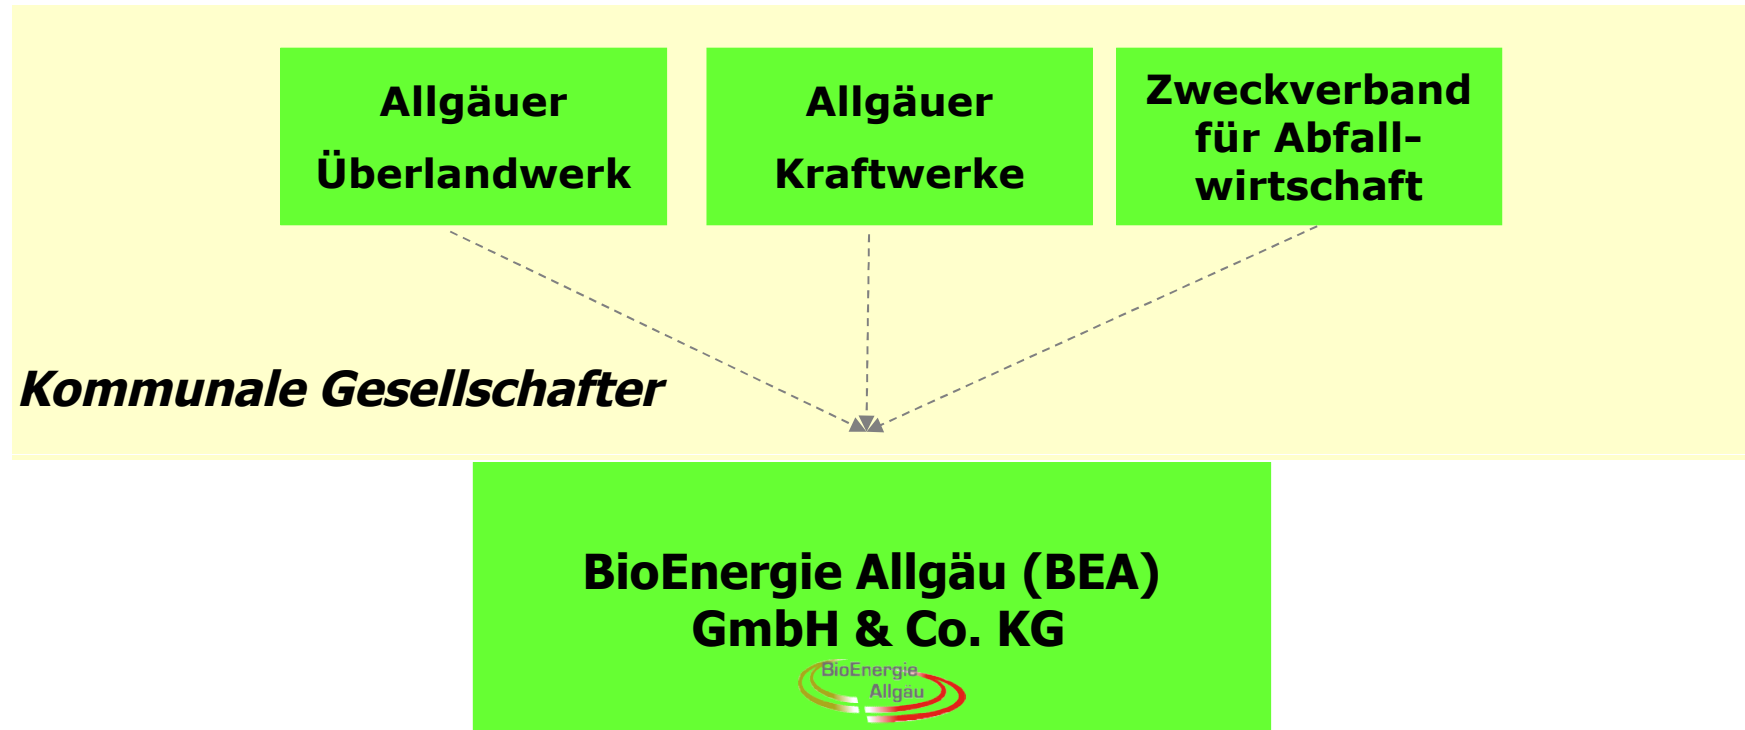 Allgäuer
Überlandwerk
Allgäuer
Kraftwerke
Zweckverband
für Abfall-
wirtschaft
Kommunale Gesellschafter
BioEnergie Allgäu (BEA)
GmbH & Co. KG
BioEnergie
Allgäu